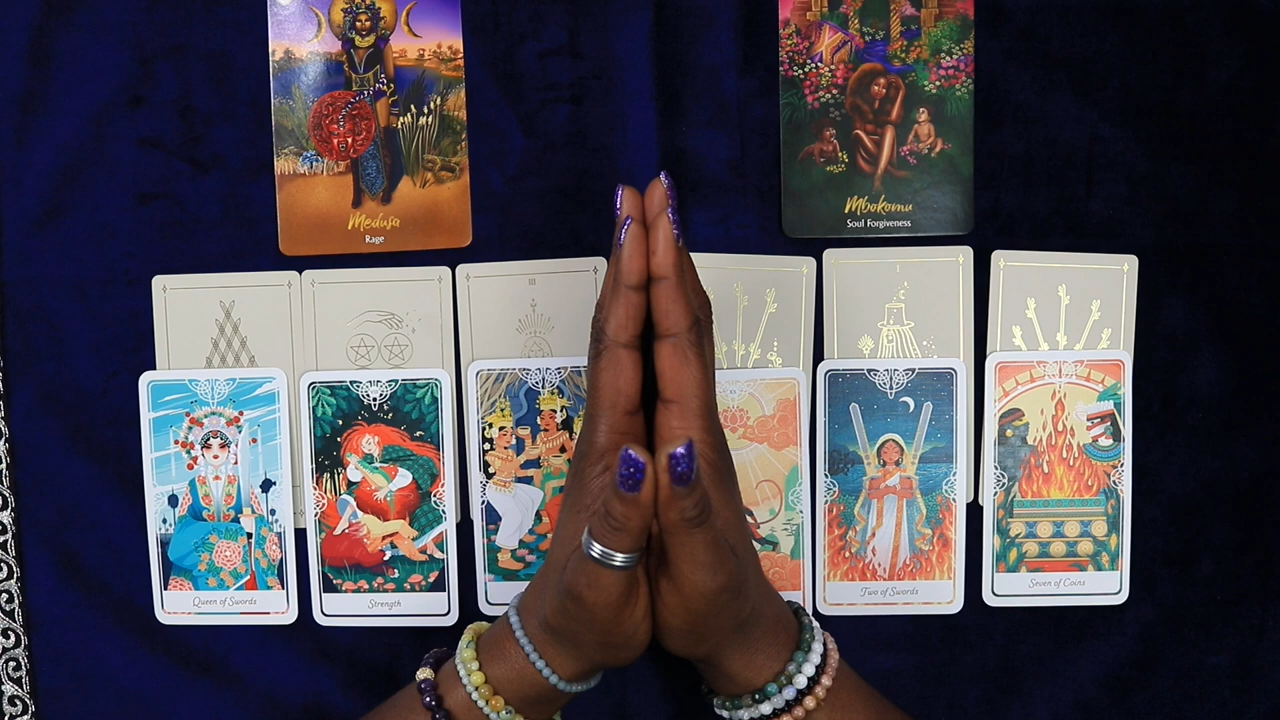 Medusa
Rage
Mbokomu
Soul Forgiveness
III
I
Queen of Swords
Strength
Two of Swords
Seven of Coins